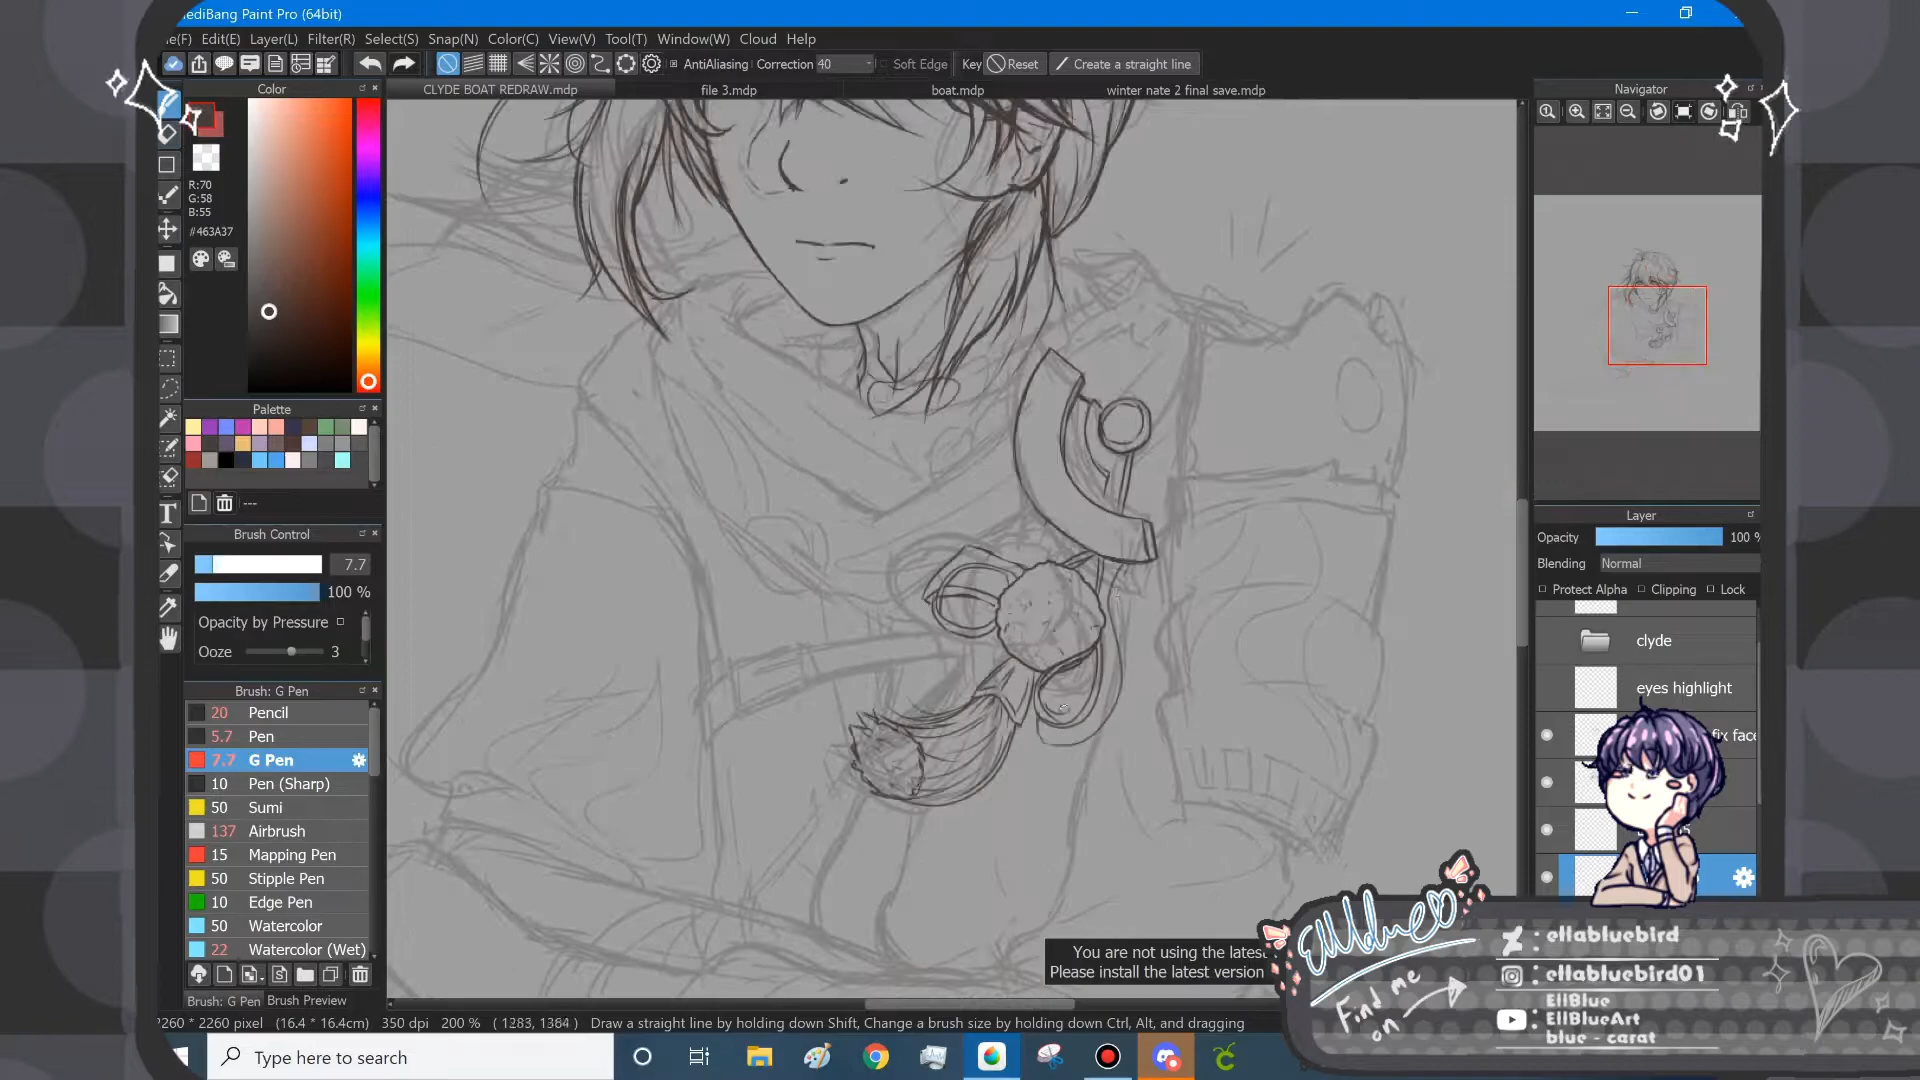 ediBang Paint Pro (64bit)
e(F) Edit(E) Layer(L) Filter(R) Select(S) Snap(N) Color(C) View(V) Tool(T) Window(W) Cloud Help
AntiAliasing Correction 40 Soft Edge Key Reset Create a straight line
Color
CLYDE BOAT REDRAW.mdp
file 3.mdp
boat.mdp
winter nate 2 final save.mdp
Navigator
R:70
G:58
B:55
#463A37
Palette
---
Brush Control
7.7
100 %
Opacity by Pressure
Ooze 3
Brush: G Pen
20 Pencil
5.7 Pen
7.7 G Pen
10 Pen (Sharp)
50 Sumi
137 Airbrush
15 Mapping Pen
50 Stipple Pen
10 Edge Pen
50 Watercolor
22 Watercolor (Wet)
Brush: G Pen Brush Preview
Layer
Opacity 100 %
Blending Normal
Protect Alpha Clipping Lock
clyde
eyes highlight
fix face
You are not using the latest
Please install the latest version
2260 * 2260 pixel (16.4 * 16.4cm) 350 dpi 200 % ( 1283, 1364 ) Draw a straight line by holding down Shift, Change a brush size by holding down Ctrl, Alt, and dragging
Find me
on
: ellabluebird
: ellabluebird01
: EllBlue
EllBlueArt
blue - carat
Type here to search